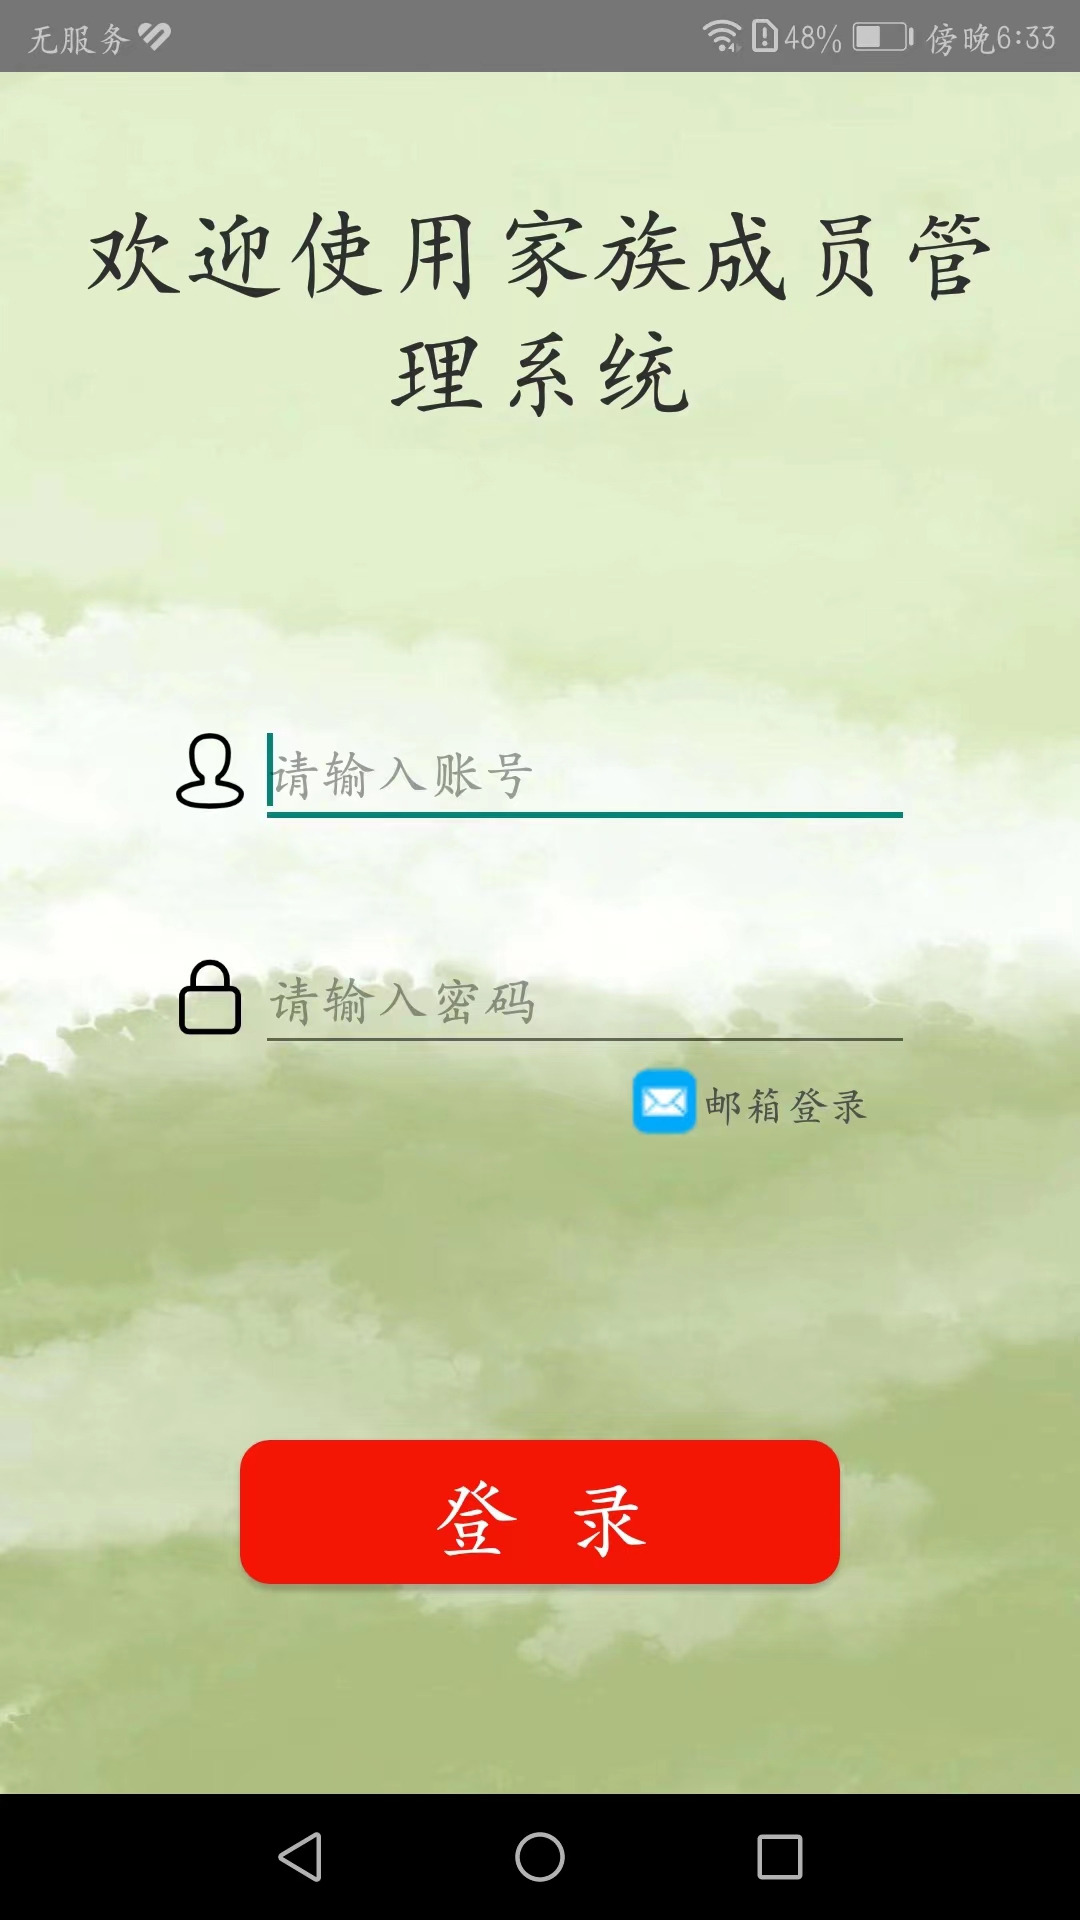 无服务 48% 傍晚6:33
欢迎使用家族成员管
理系统
请输入账号
请输入密码
邮箱登录
登 录